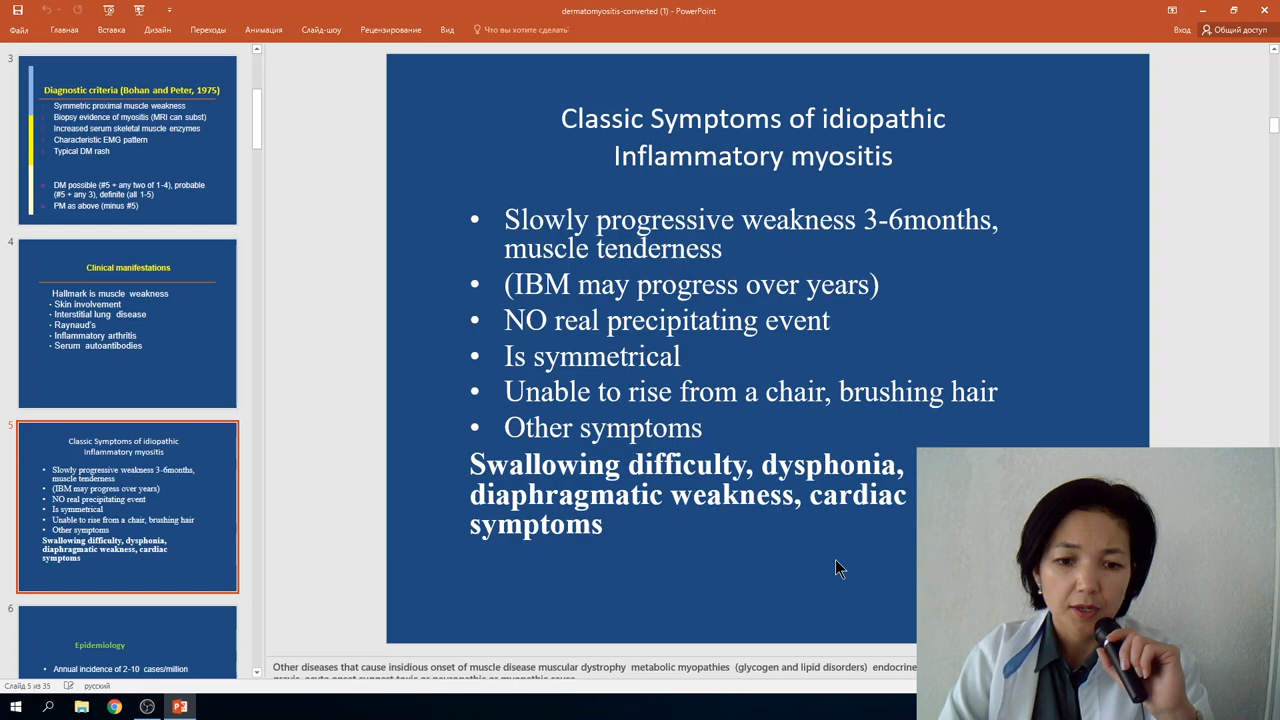 dermatomyositis-converted (1) - PowerPoint
Файл Главная Вставка Дизайн Переходы Анимация Слайд-шоу Рецензирование Вид Что вы хотите сделать? Вход Общий доступ
3
Diagnostic criteria (Bohan and Peter, 1975)
Symmetric proximal muscle weakness
Biopsy evidence of myositis (MRI can subst)
Increased serum skeletal muscle enzymes
Characteristic EMG pattern
Typical DM rash
DM possible (#5 + any two of 1-4), probable
(#5 + any 3), definite (all 1-5)
PM as above (minus #5)
4
Clinical manifestations
Hallmark is muscle weakness
• Skin involvement
• Interstitial lung disease
• Raynaud's
• Inflammatory arthritis
• Serum autoantibodies
5
Classic Symptoms of idiopathic
Inflammatory myositis
• Slowly progressive weakness 3-6months,
muscle tenderness
• (IBM may progress over years)
• NO real precipitating event
• Is symmetrical
• Unable to rise from a chair, brushing hair
• Other symptoms
Swallowing difficulty, dysphonia,
diaphragmatic weakness, cardiac
symptoms
6
Epidemiology
• Annual incidence of 2-10 cases/million
Classic Symptoms of idiopathic
Inflammatory myositis
• Slowly progressive weakness 3-6months,
muscle tenderness
• (IBM may progress over years)
• NO real precipitating event
• Is symmetrical
• Unable to rise from a chair, brushing hair
• Other symptoms
Swallowing difficulty, dysphonia,
diaphragmatic weakness, cardiac
symptoms
Other diseases that cause insidious onset of muscle disease muscular dystrophy metabolic myopathies (glycogen and lipid disorders) endocrine
Слайд 5 из 35 русский